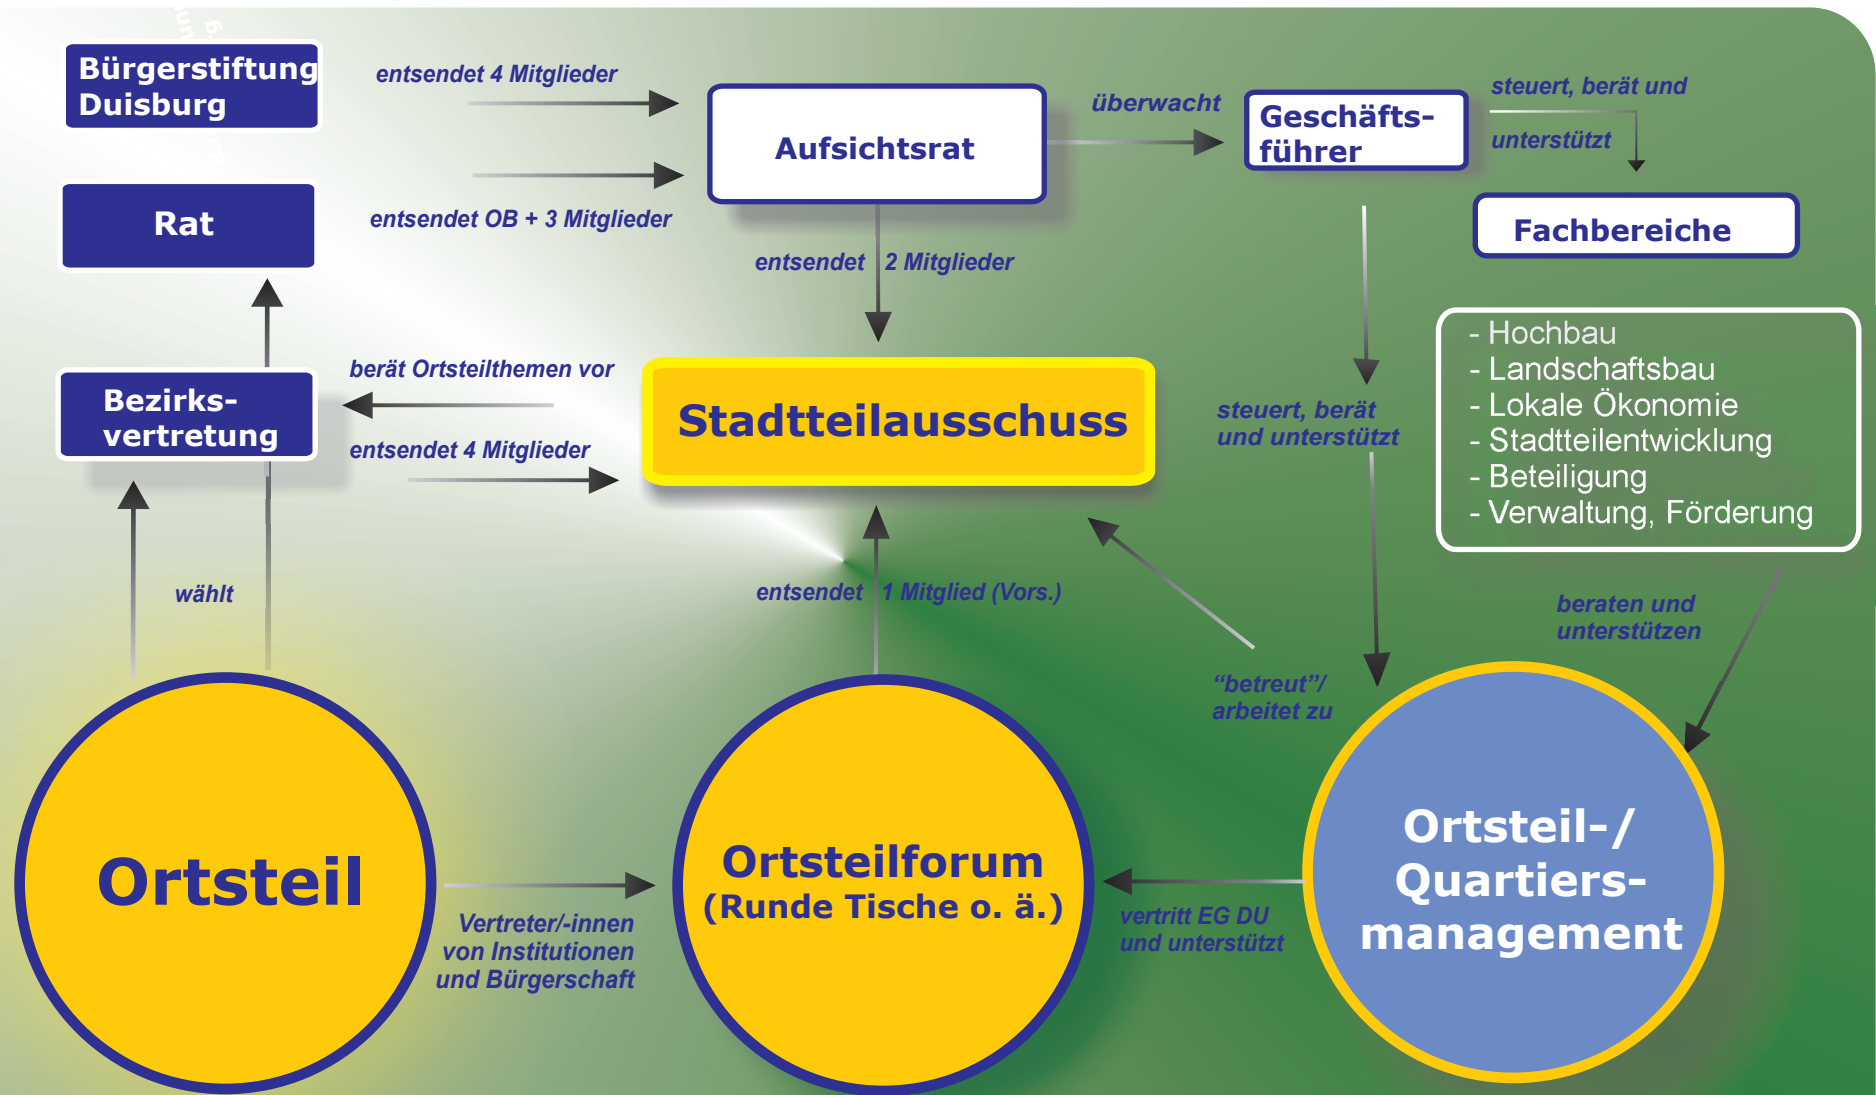 Bürgerstiftung
Duisburg
entsendet 4 Mitglieder
Aufsichtsrat
überwacht
Geschäfts-
führer
steuert, berät und
unterstützt
Rat
entsendet OB + 3 Mitglieder
Fachbereiche
entsendet 2 Mitglieder
- Hochbau
- Landschaftsbau
- Lokale Ökonomie
- Stadtteilentwicklung
- Beteiligung
- Verwaltung, Förderung
Bezirks-
vertretung
berät Ortsteilthemen vor
entsendet 4 Mitglieder
Stadtteilausschuss
steuert, berät
und unterstützt
wählt
entsendet 1 Mitglied (Vors.)
beraten und
unterstützen
“betreut”/
arbeitet zu
Ortsteil
Vertreter/-innen
von Institutionen
und Bürgerschaft
Ortsteilforum
(Runde Tische o. ä.)
vertritt EG DU
und unterstützt
Ortsteil-/
Quartiers-
management